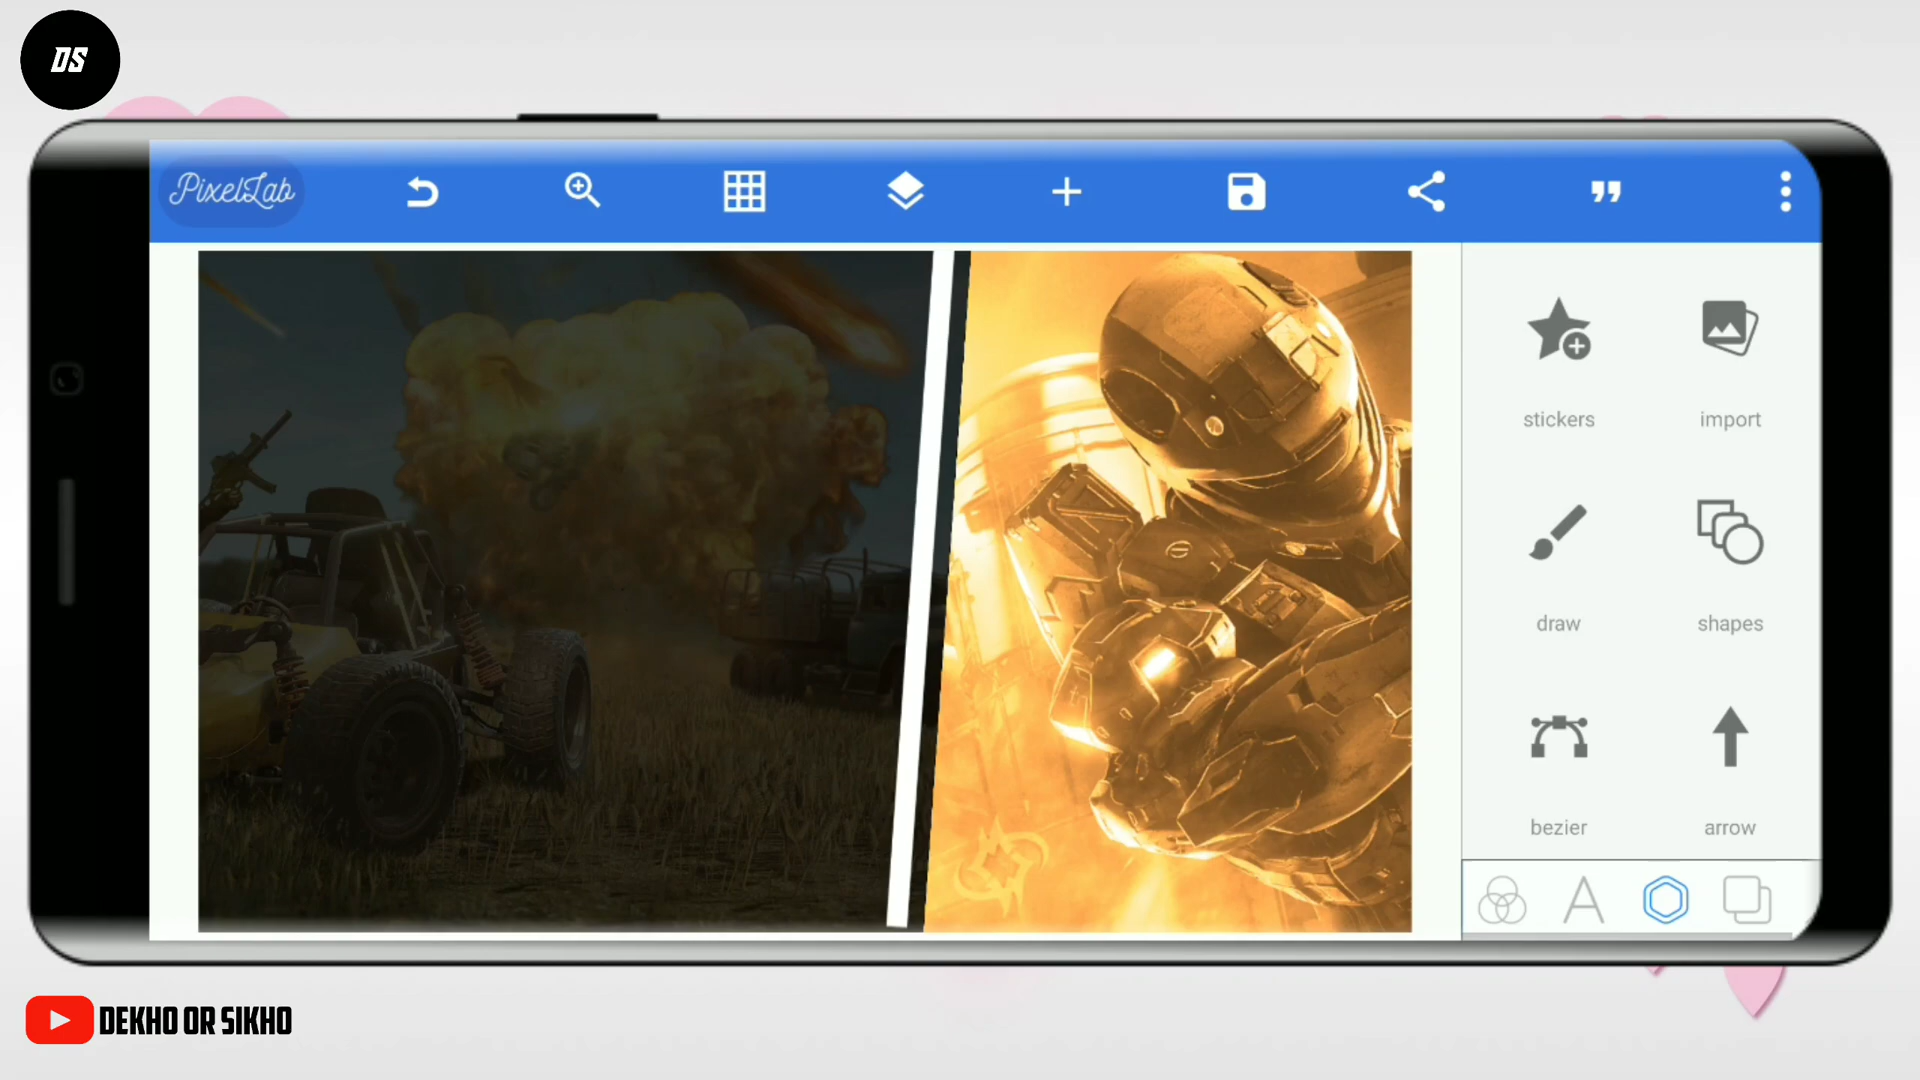 DS
PixelLab
stickers import
draw shapes
bezier arrow
DEKHO OR SIKHO